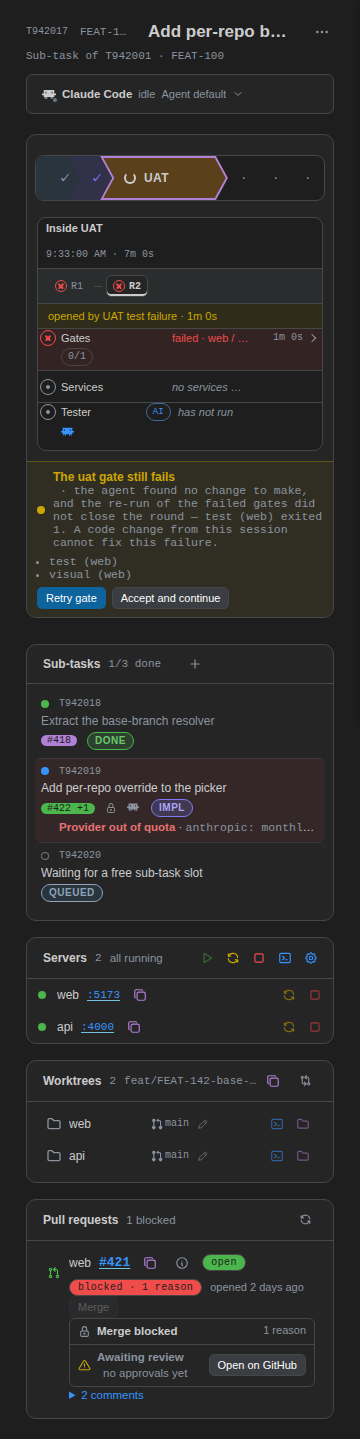 T942017 FEAT-1… Add per-repo b… ···
Sub-task of T942001 · FEAT-100
Claude Code idle Agent default
✓ ✓ UAT · · ·
Inside UAT
9:33:00 AM · 7m 0s
R1 — R2
opened by UAT test failure · 1m 0s
Gates failed · web / … 1m 0s
0/1
Services no services …
Tester AI has not run
The uat gate still fails
· the agent found no change to make,
and the re-run of the failed gates did
not close the round — test (web) exited
1. A code change from this session
cannot fix this failure.
• test (web)
• visual (web)
Retry gate Accept and continue
Sub-tasks 1/3 done
T942018
Extract the base-branch resolver
#418 DONE
T942019
Add per-repo override to the picker
#422 +1 IMPL
Provider out of quota · anthropic: monthl…
T942020
Waiting for a free sub-task slot
QUEUED
Servers 2 all running
web :5173
api :4000
Worktrees 2 feat/FEAT-142-base-…
web main
api main
Pull requests 1 blocked
web #421 open
blocked · 1 reason opened 2 days ago
Merge
Merge blocked 1 reason
Awaiting review
no approvals yet
Open on GitHub
2 comments